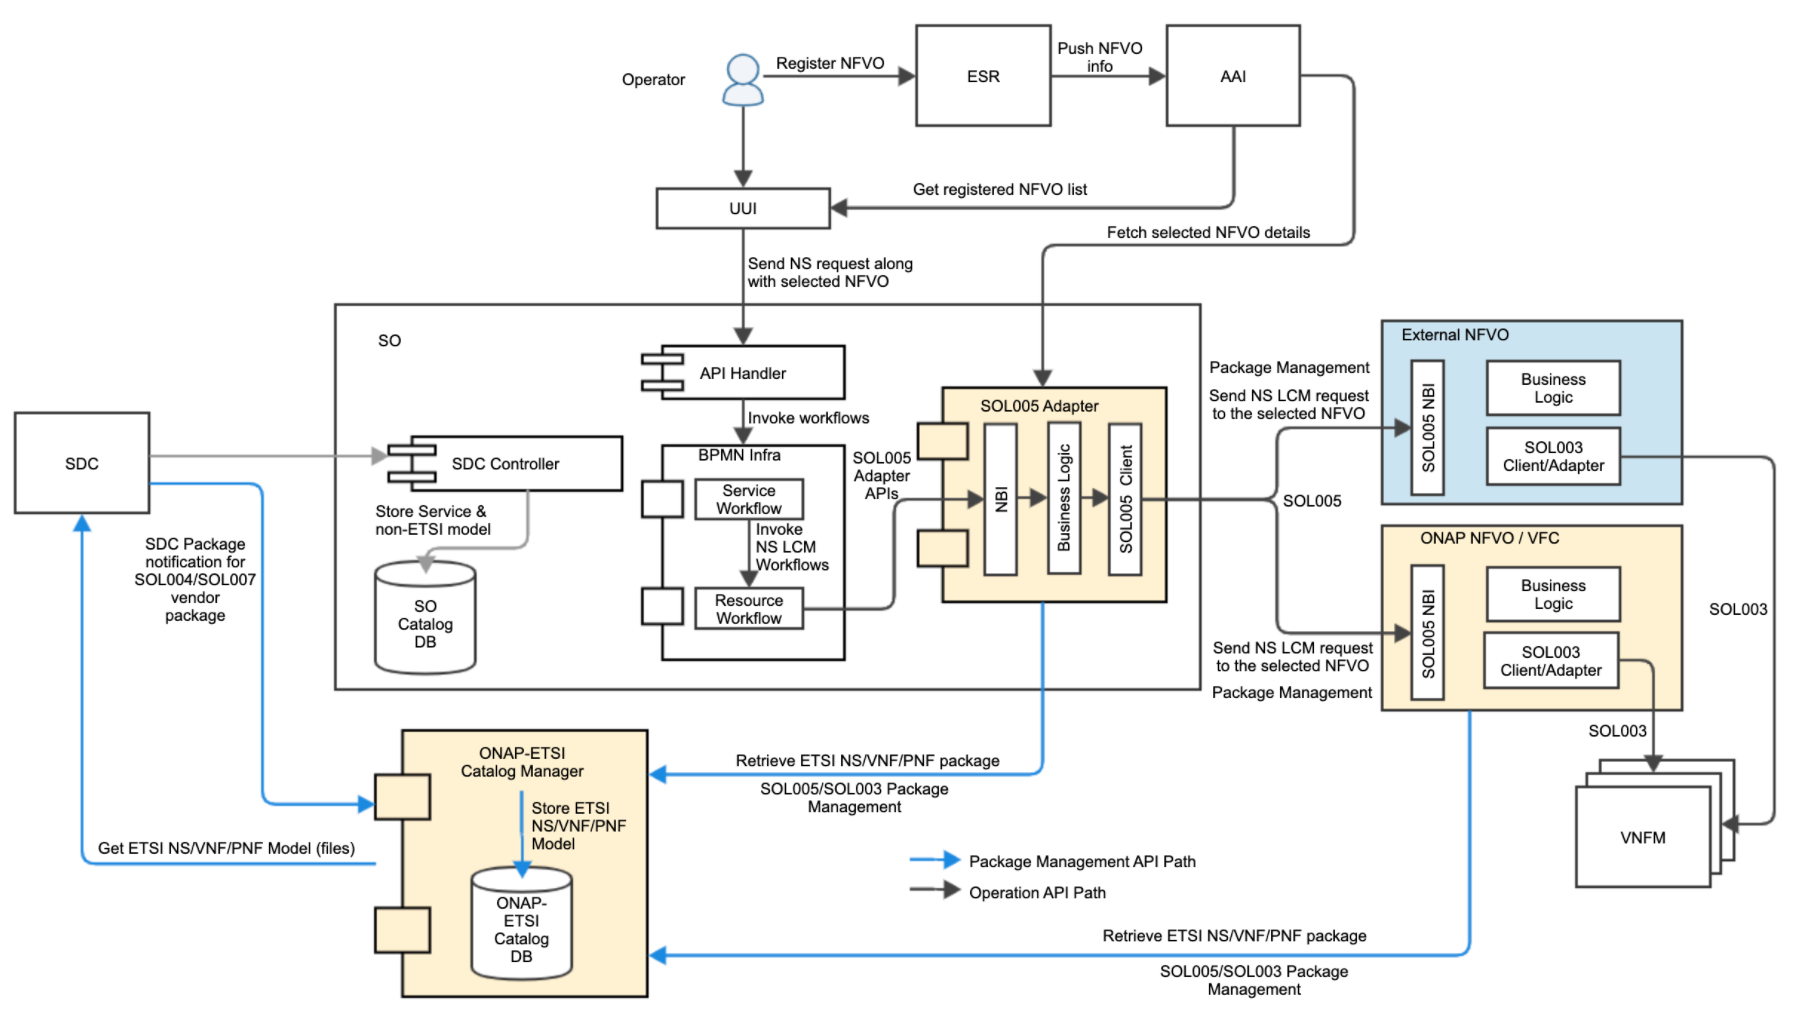 Operator
Register NFVO
ESR
Push NFVO
info
AAI
UUI
Get registered NFVO list
Fetch selected NFVO details
Send NS request along
with selected NFVO
SO
API Handler
Invoke workflows
SDC
SDC Controller
Store Service &
non-ETSI model
SO
Catalog
DB
BPMN Infra
Service
Workflow
Invoke
NS LCM
Workflows
Resource
Workflow
SOL005
Adapter
APIs
SOL005 Adapter
NBI
Business Logic
SOL005 Client
Package Management
Send NS LCM request
to the selected NFVO
SOL005
Send NS LCM request
to the selected NFVO
Package Management
External NFVO
SOL005 NBI
Business
Logic
SOL003
Client/Adapter
ONAP NFVO / VFC
SOL005 NBI
Business
Logic
SOL003
Client/Adapter
SOL003
SOL003
VNFM
SDC Package
notification for
SOL004/SOL007
vendor
package
Get ETSI NS/VNF/PNF Model (files)
ONAP-ETSI
Catalog Manager
Store ETSI
NS/VNF/PNF
Model
ONAP-
ETSI
Catalog
DB
Retrieve ETSI NS/VNF/PNF package
SOL005/SOL003 Package
Management
Package Management API Path
Operation API Path
Retrieve ETSI NS/VNF/PNF package
SOL005/SOL003 Package
Management